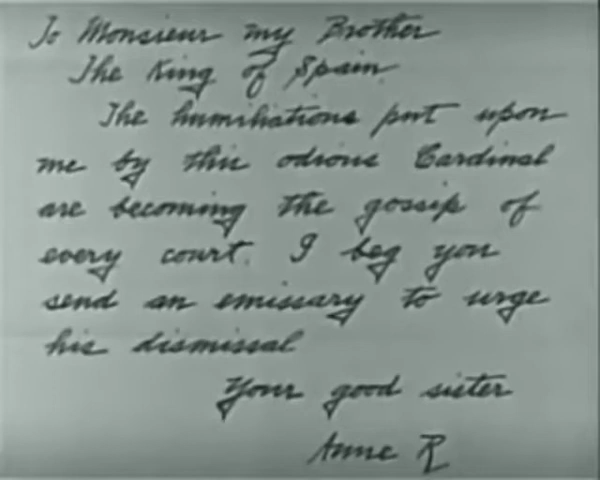 To Monsieur my Brother
The King of Spain
The humiliations put upon
me by this odious Cardinal
are becoming the gossip of
every court. I beg you
send an emissary to urge
his dismissal
Your good sister
Anne R